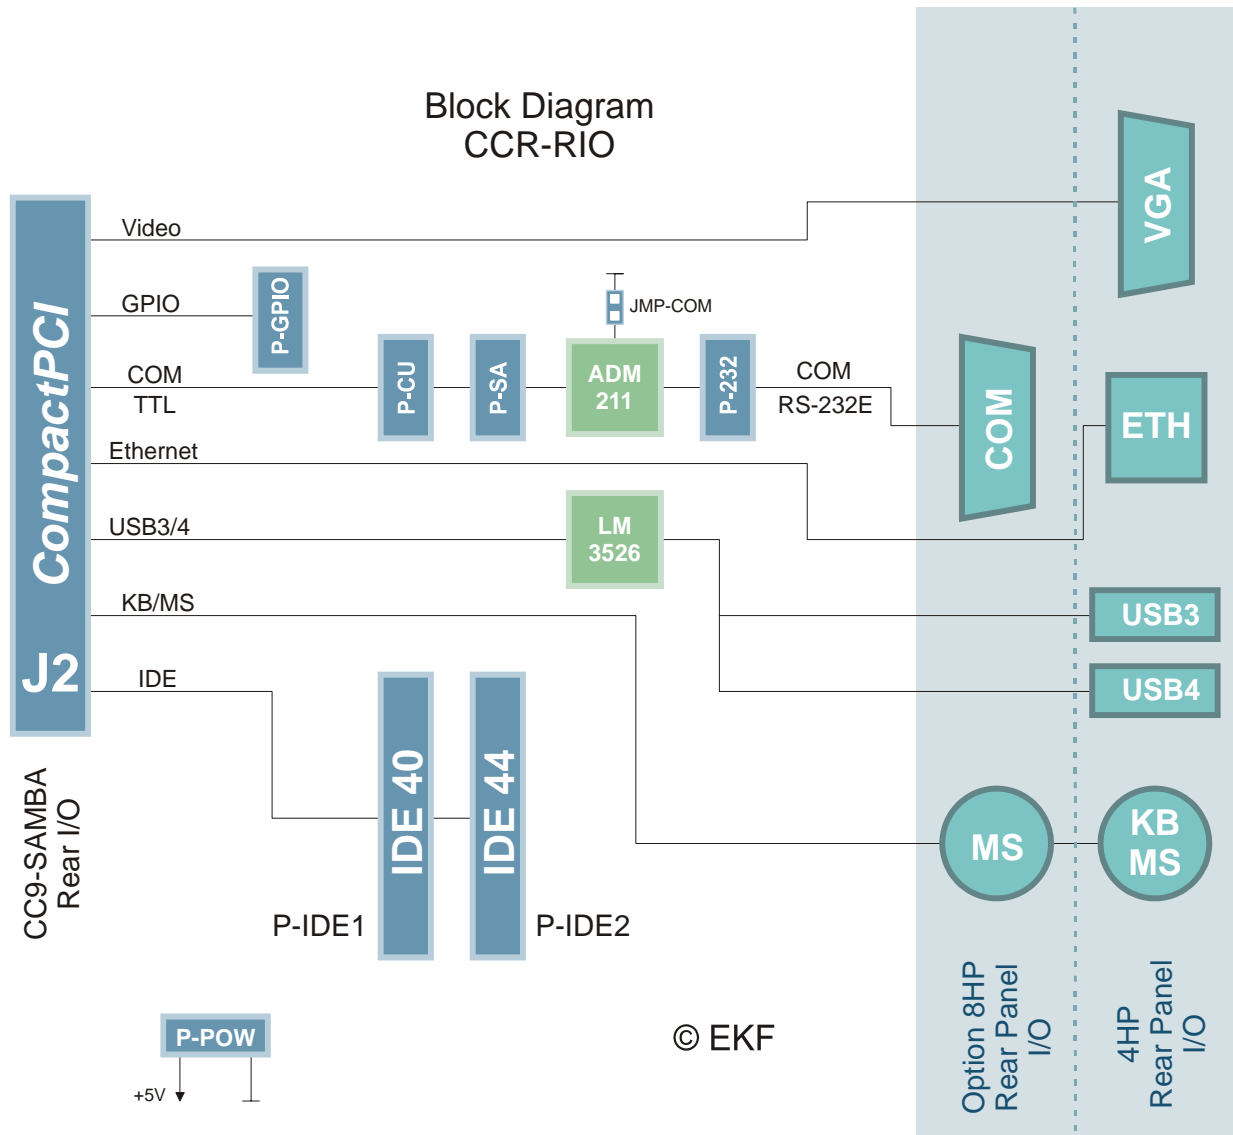 Block Diagram
CCR-RIO
CompactPCI
J2
CC9-SAMBA
Rear I/O
Video
VGA
GPIO
P-GPIO
JMP-COM
COM
TTL
P-CU
P-SA
ADM
211
P-232
COM
RS-232E
COM
ETH
Ethernet
USB3/4
LM
3526
USB3
USB4
KB/MS
MS
KB
MS
IDE
IDE 40
IDE 44
P-IDE1
P-IDE2
P-POW
+5V
© EKF
Option 8HP
Rear Panel
I/O
4HP
Rear Panel
I/O